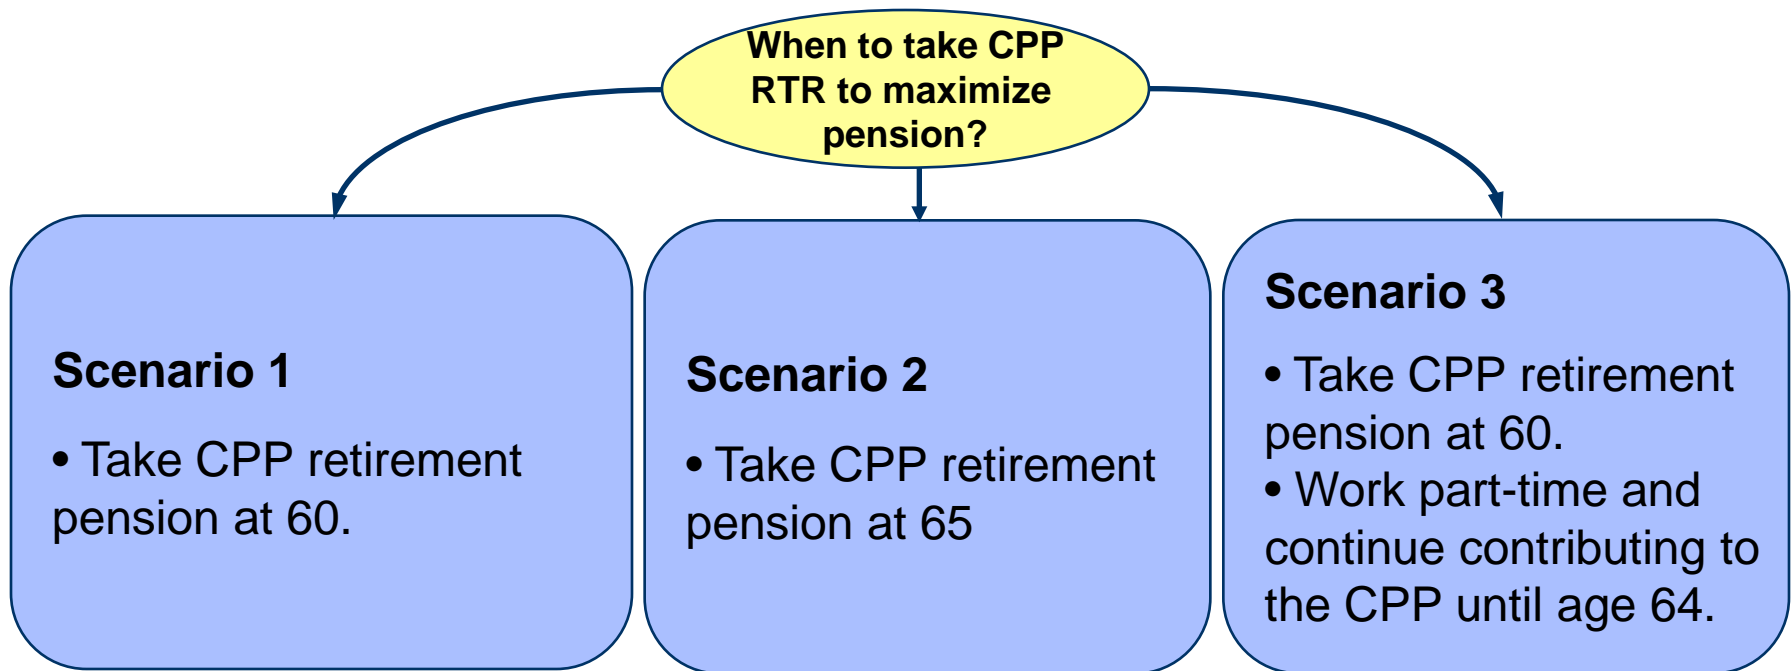 When to take CPP
RTR to maximize
pension?
Scenario 1
• Take CPP retirement
pension at 60.
Scenario 2
• Take CPP retirement
pension at 65
Scenario 3
• Take CPP retirement
pension at 60.
• Work part-time and
continue contributing to
the CPP until age 64.